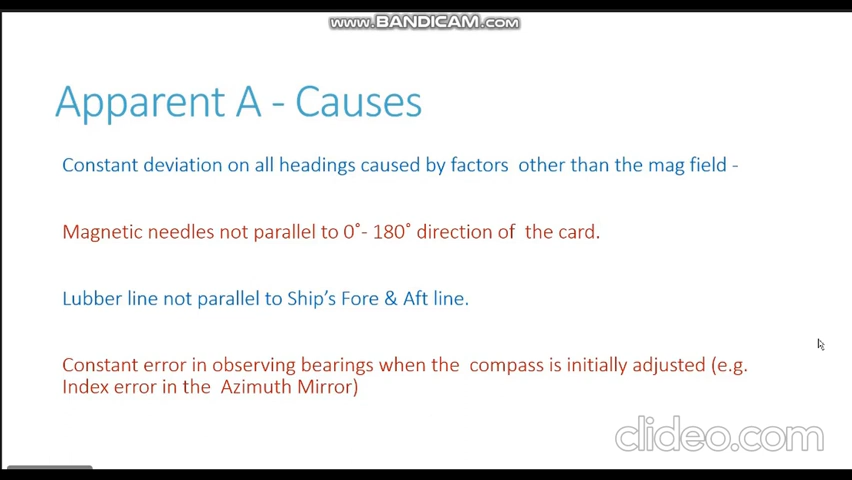 www.BANDICAM.com
Apparent A - Causes
Constant deviation on all headings caused by factors other than the mag field -
Magnetic needles not parallel to 0˚- 180˚ direction of the card.
Lubber line not parallel to Ship's Fore & Aft line.
Constant error in observing bearings when the compass is initially adjusted (e.g.
Index error in the Azimuth Mirror)
clideo.com